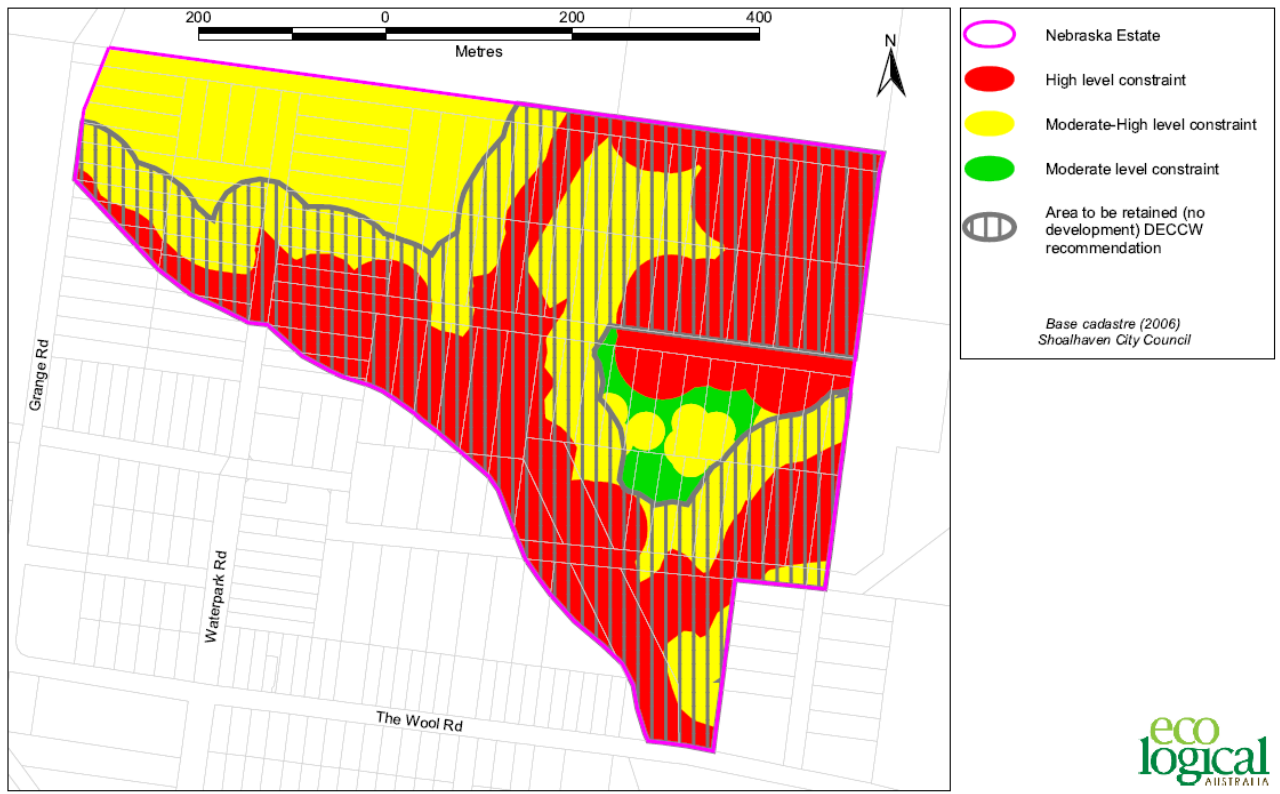 200 0 200 400
Metres
N
Grange Rd
Waterpark Rd
The Wool Rd
Nebraska Estate
High level constraint
Moderate-High level constraint
Moderate level constraint
Area to be retained (no
development) DECCW
recommendation
Base cadastre (2006)
Shoalhaven City Council
eco
logical
AUSTRALIA